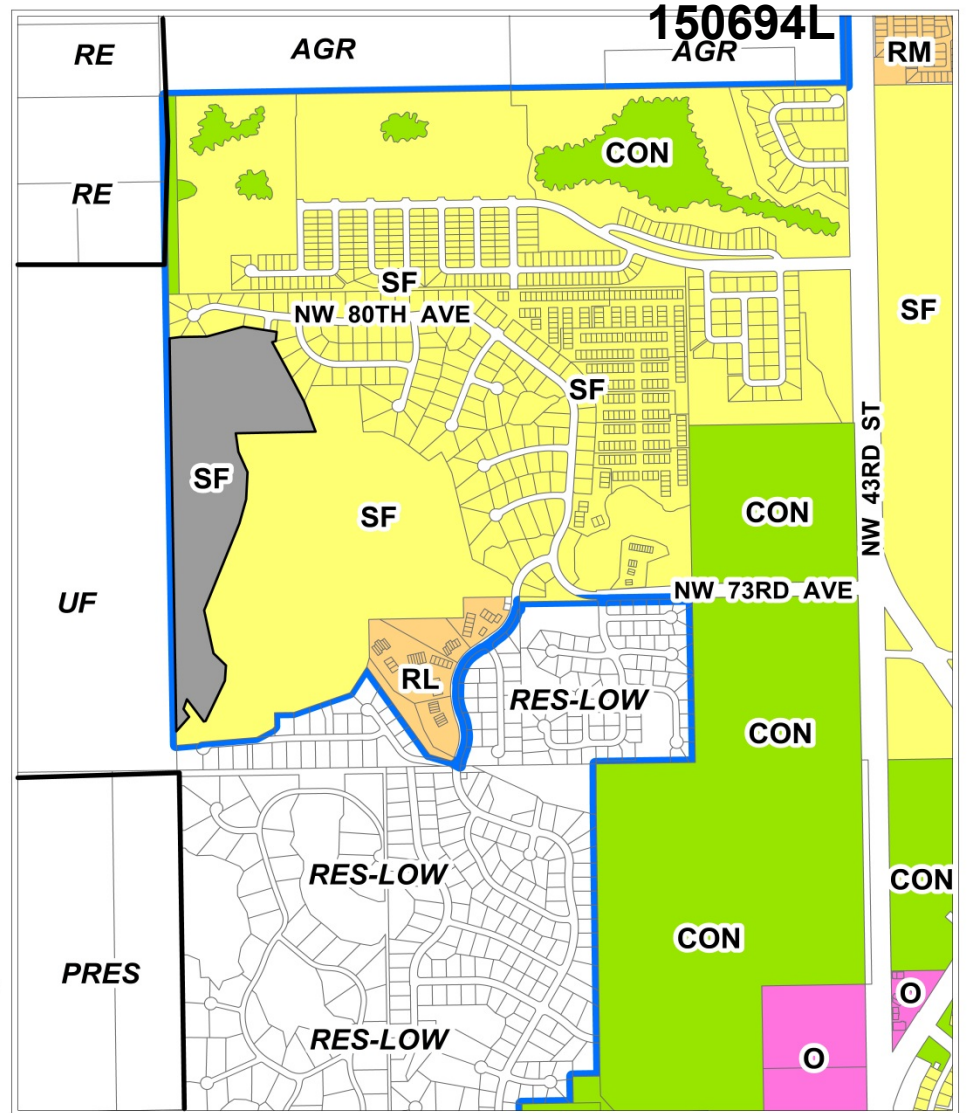 150694L
RE
AGR
AGR
RM
CON
RE
SF
NW 80TH AVE
SF
SF
NW 43RD ST
SF
SF
CON
UF
NW 73RD AVE
RL
RES-LOW
CON
RES-LOW
CON
CON
PRES
O
RES-LOW
O